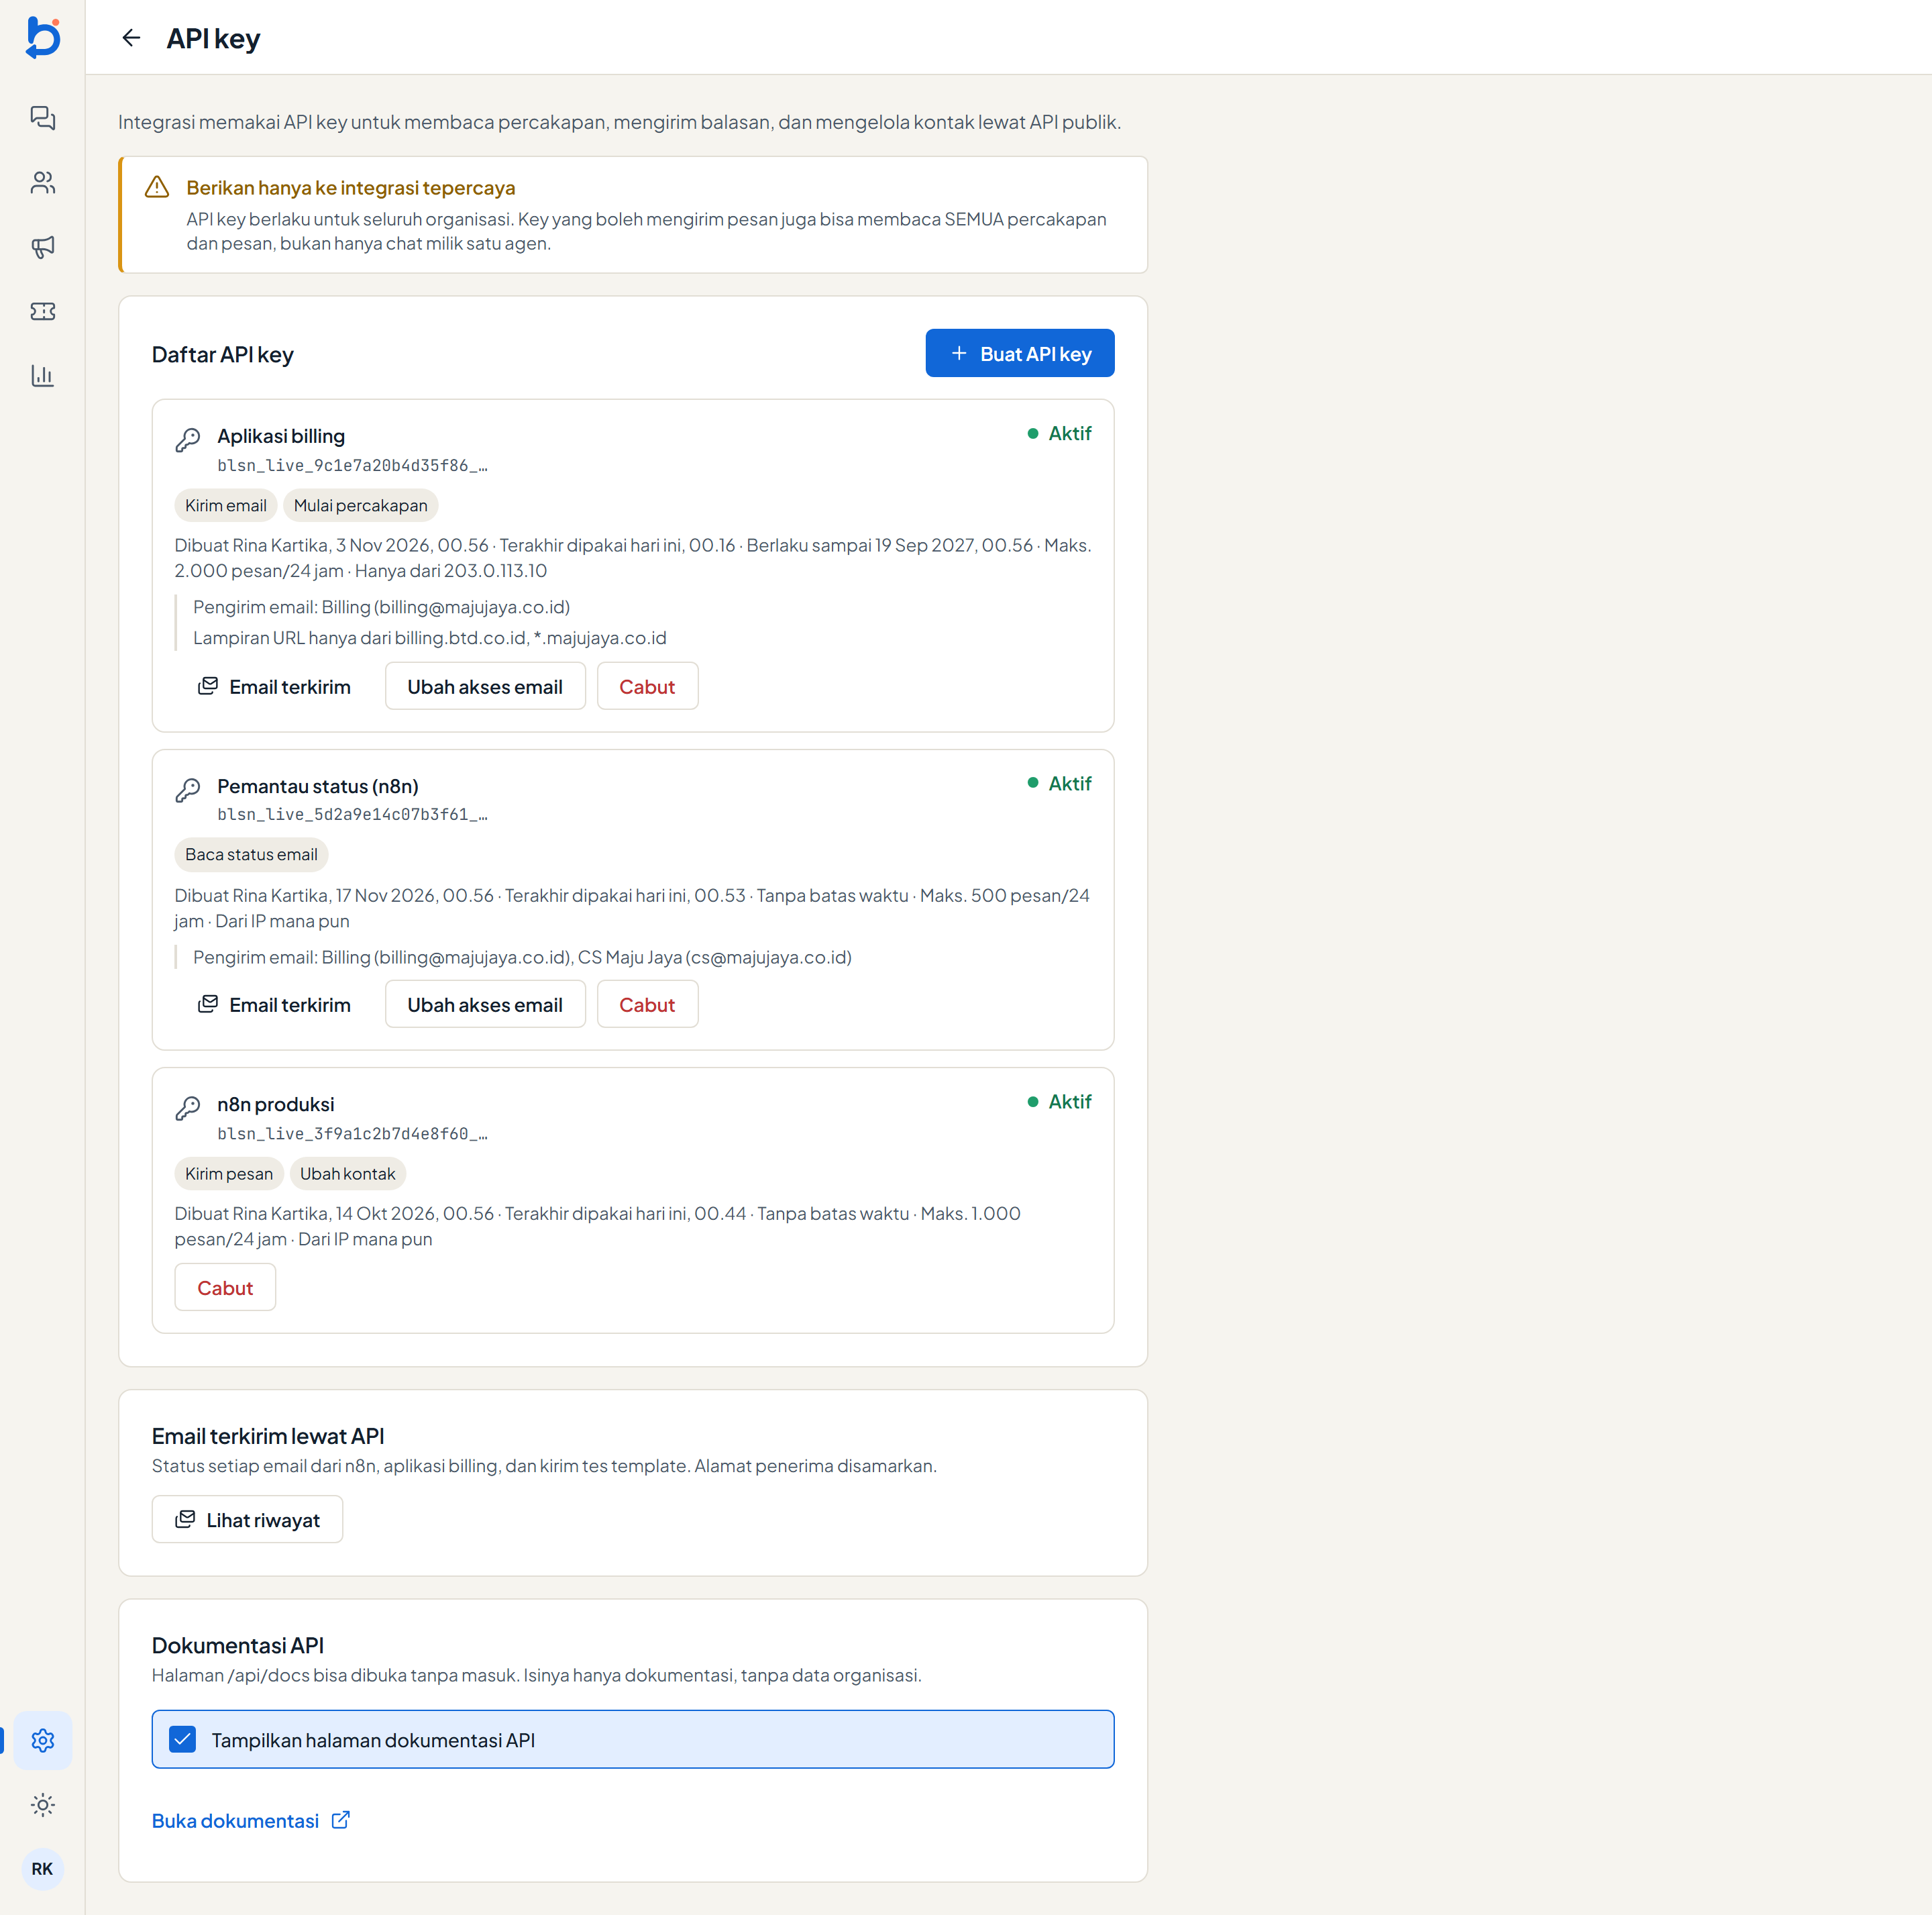 API key
Integrasi memakai API key untuk membaca percakapan, mengirim balasan, dan mengelola kontak lewat API publik.
Berikan hanya ke integrasi tepercaya
API key berlaku untuk seluruh organisasi. Key yang boleh mengirim pesan juga bisa membaca SEMUA percakapan
dan pesan, bukan hanya chat milik satu agen.
Daftar API key
Buat API key
Aplikasi billing
Aktif
blsn_live_9c1e7a20b4d35f86_…
Kirim email
Mulai percakapan
Dibuat Rina Kartika, 3 Nov 2026, 00.56 · Terakhir dipakai hari ini, 00.16 · Berlaku sampai 19 Sep 2027, 00.56 · Maks.
2.000 pesan/24 jam · Hanya dari 203.0.113.10
Pengirim email: Billing (billing@majujaya.co.id)
Lampiran URL hanya dari billing.btd.co.id, *.majujaya.co.id
Email terkirim
Ubah akses email
Cabut
Pemantau status (n8n)
Aktif
blsn_live_5d2a9e14c07b3f61_…
Baca status email
Dibuat Rina Kartika, 17 Nov 2026, 00.56 · Terakhir dipakai hari ini, 00.53 · Tanpa batas waktu · Maks. 500 pesan/24
jam · Dari IP mana pun
Pengirim email: Billing (billing@majujaya.co.id), CS Maju Jaya (cs@majujaya.co.id)
Email terkirim
Ubah akses email
Cabut
n8n produksi
Aktif
blsn_live_3f9a1c2b7d4e8f60_…
Kirim pesan
Ubah kontak
Dibuat Rina Kartika, 14 Okt 2026, 00.56 · Terakhir dipakai hari ini, 00.44 · Tanpa batas waktu · Maks. 1.000
pesan/24 jam · Dari IP mana pun
Cabut
Email terkirim lewat API
Status setiap email dari n8n, aplikasi billing, dan kirim tes template. Alamat penerima disamarkan.
Lihat riwayat
Dokumentasi API
Halaman /api/docs bisa dibuka tanpa masuk. Isinya hanya dokumentasi, tanpa data organisasi.
Tampilkan halaman dokumentasi API
Buka dokumentasi
RK